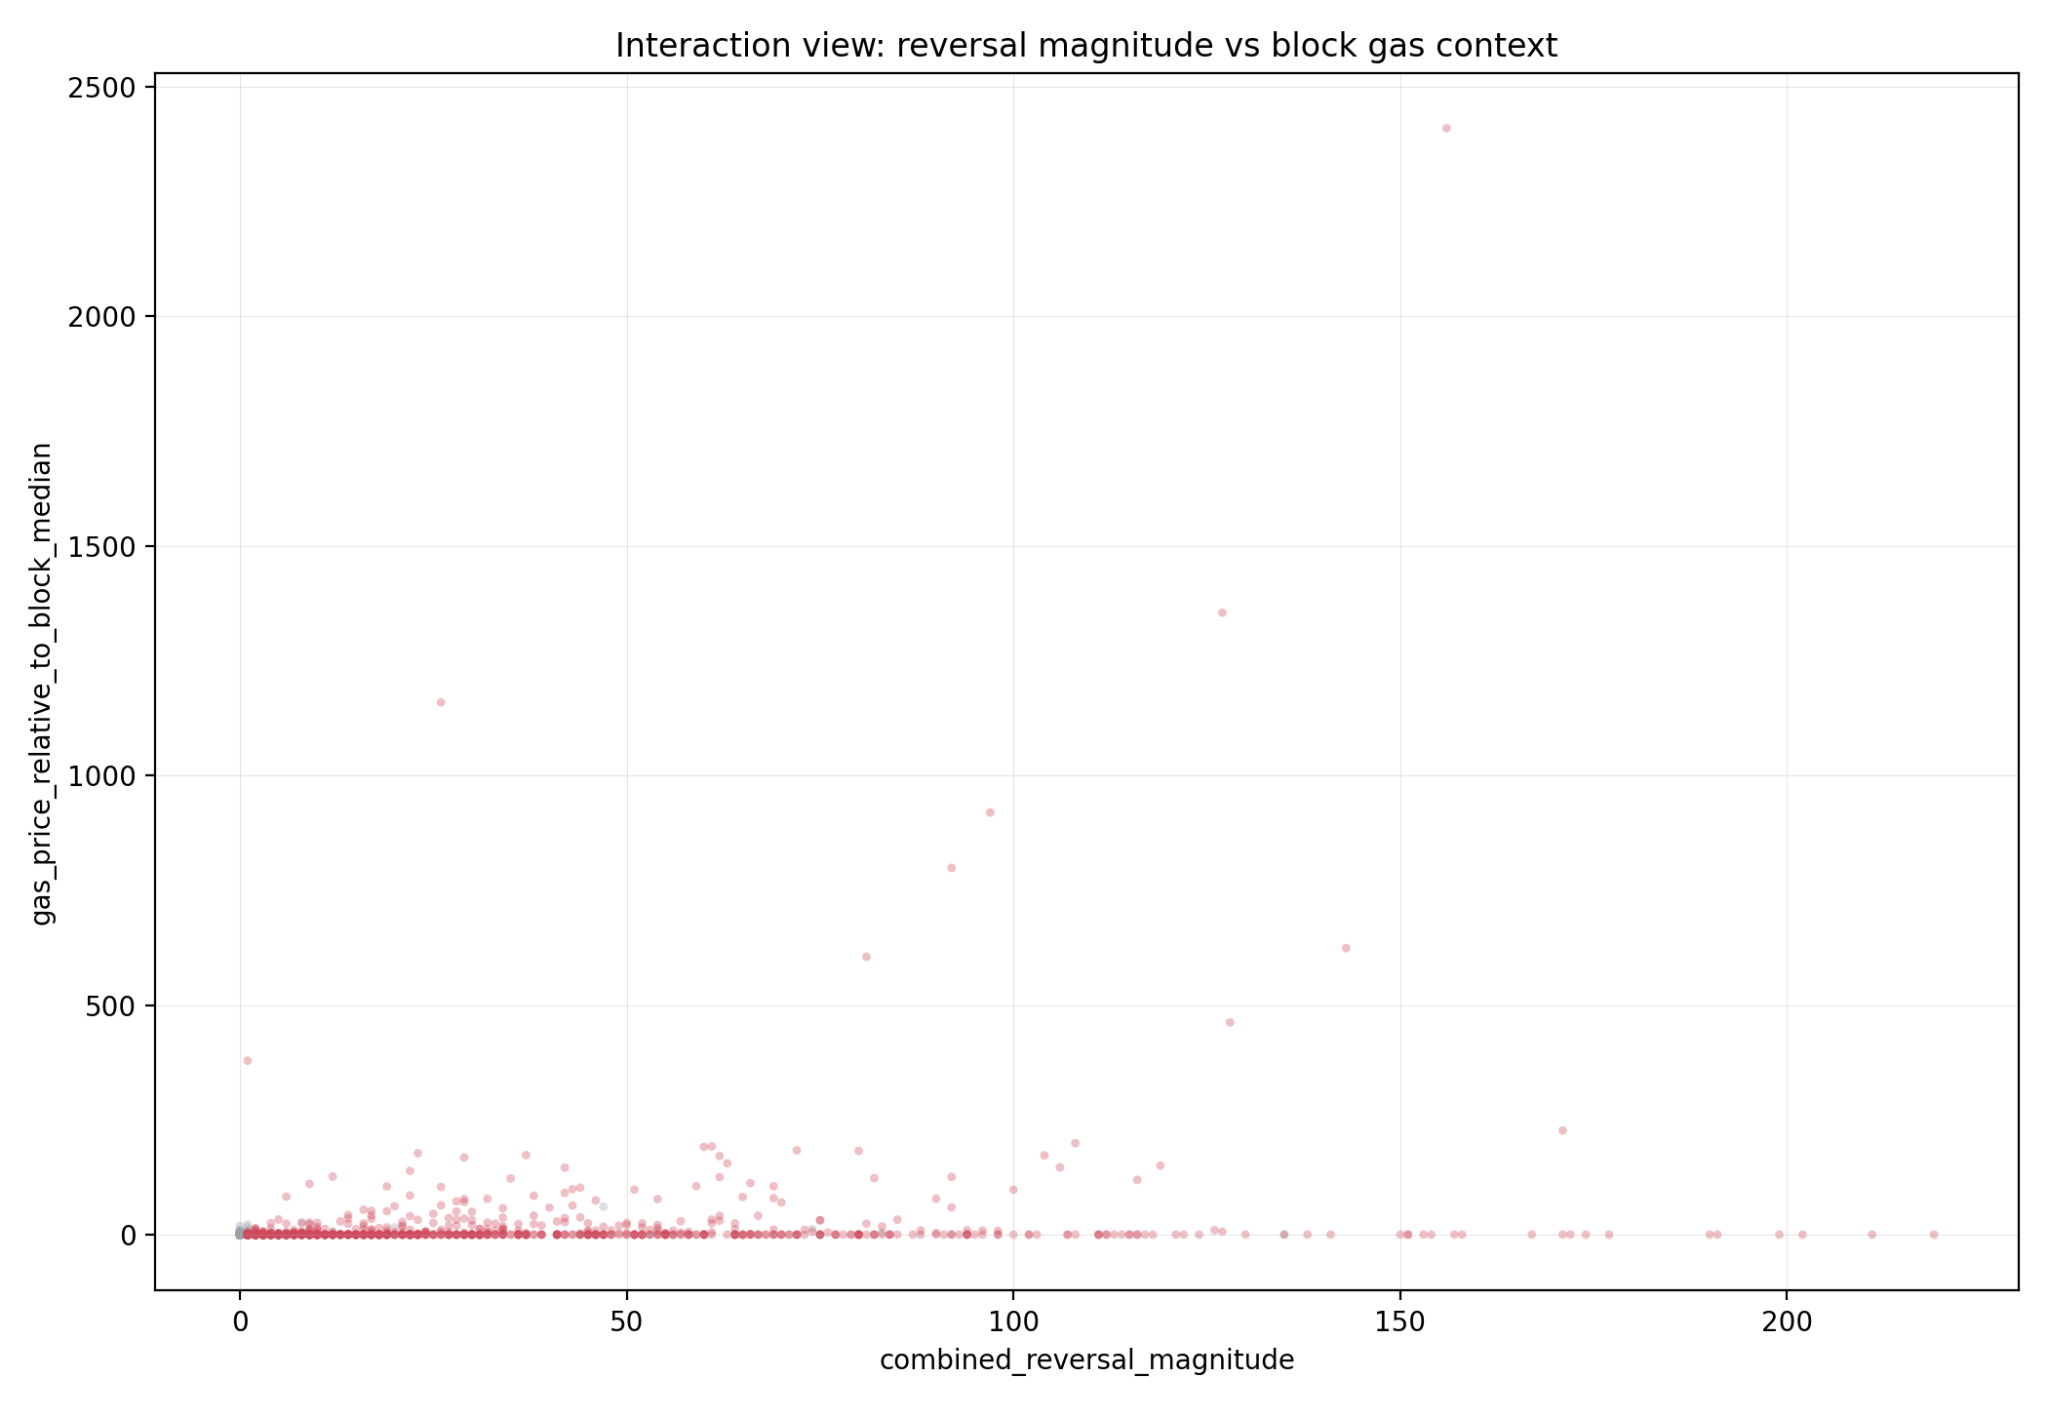 Interaction view: reversal magnitude vs block gas context
2500
2000
1500
1000
500
0
gas_price_relative_to_block_median
0 50 100 150 200
combined_reversal_magnitude